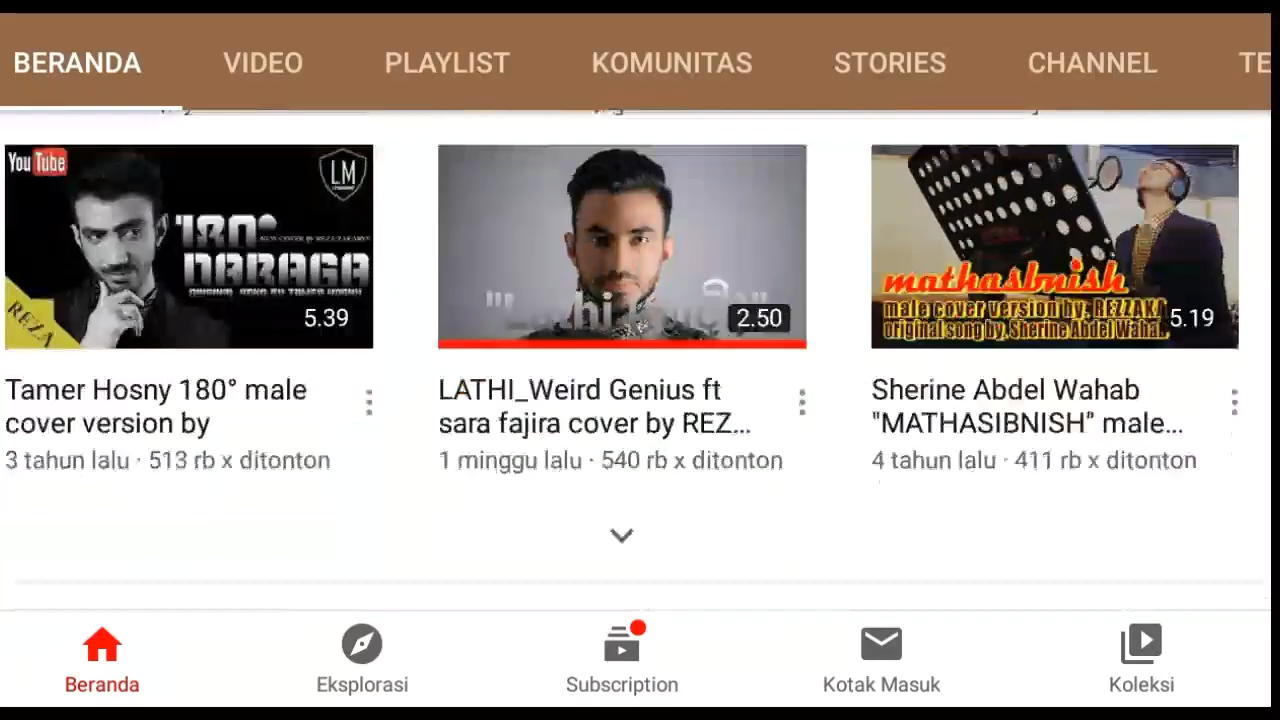 BERANDA VIDEO PLAYLIST KOMUNITAS STORIES CHANNEL TE
You Tube
LM
180°
DARAGA
REZA
5.39
2.50
mathasbnish
male cover version by: REZZAKA
original song by. Sherine Abdel Wahab.
5.19
Tamer Hosny 180° male
cover version by
3 tahun lalu · 513 rb x ditonton
LATHI_Weird Genius ft
sara fajira cover by REZ...
1 minggu lalu · 540 rb x ditonton
Sherine Abdel Wahab
"MATHASIBNISH" male...
4 tahun lalu · 411 rb x ditonton
Beranda Eksplorasi Subscription Kotak Masuk Koleksi